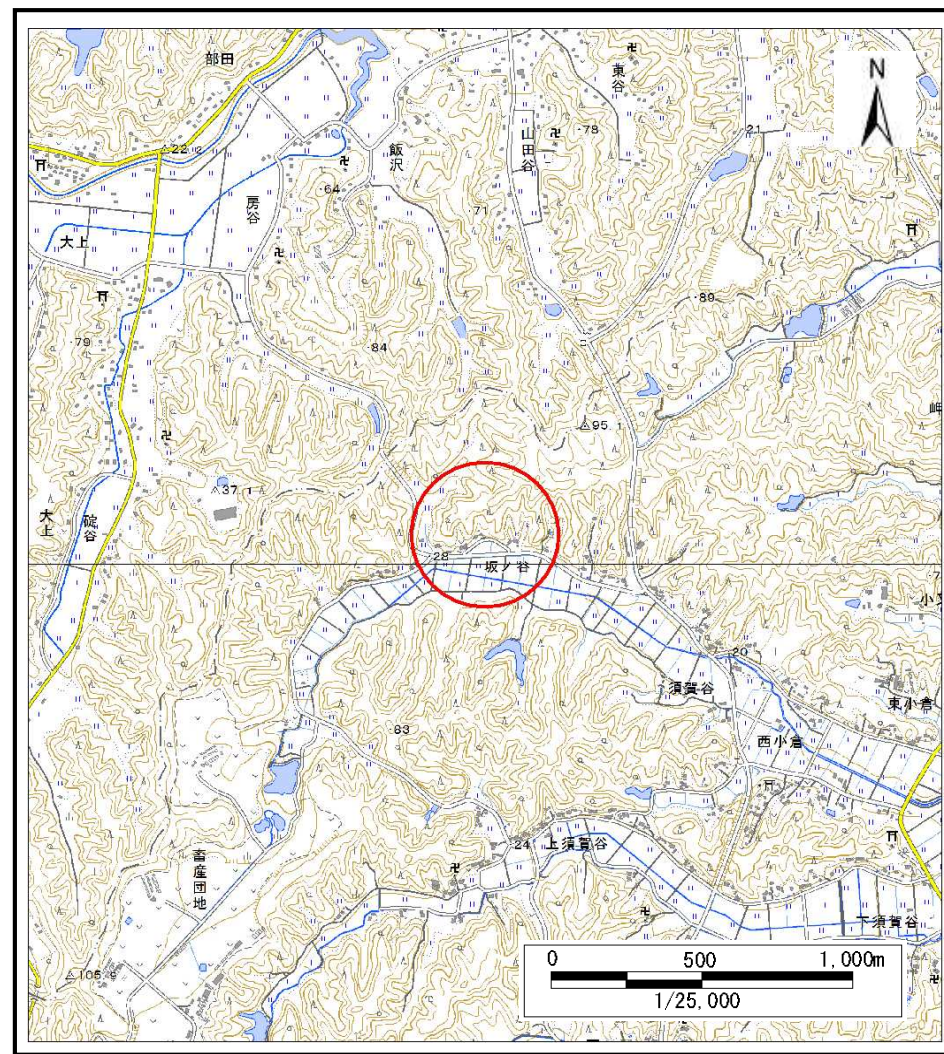 部田
東谷
N
78
山田谷
21
22.2
飯沢
64
71
房谷
大上
89
79
84
95.1
37.1
大上
碇谷
28
坂ノ谷
20
須賀谷
東小倉
西小倉
63
24
上須賀谷
畜産団地
下須賀谷
105.9
0 500 1,000m
1/25,000